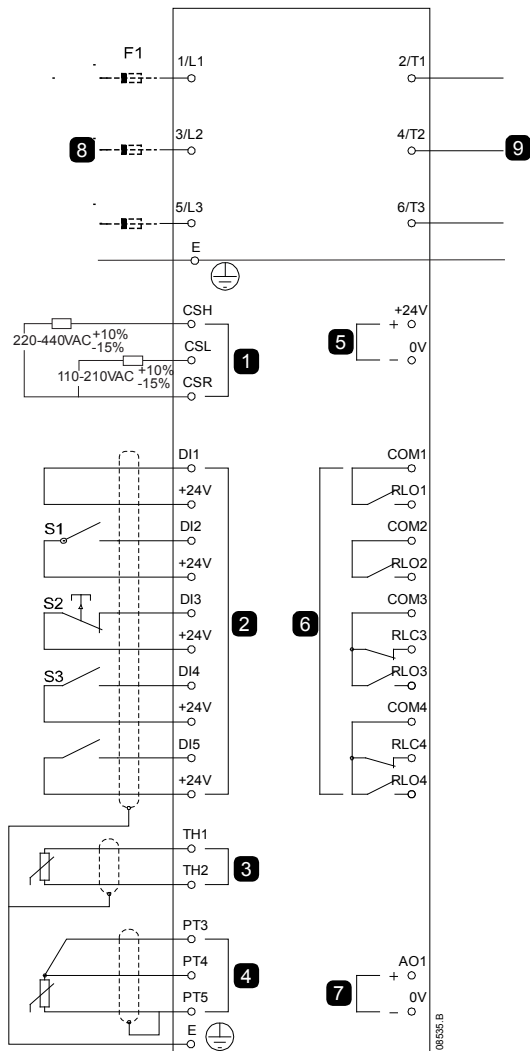 F1
1/L1
2/T1
8
3/L2
4/T2
9
5/L3
6/T3
E
CSH
+24V
220-440VAC +10% -15%
CSL
1
5
+
−
0V
110-210VAC +10% -15%
CSR
DI1
COM1
+24V
RLO1
S1
DI2
COM2
+24V
RLO2
S2
DI3
COM3
2
6
+24V
RLC3
S3
DI4
RLO3
+24V
COM4
DI5
RLC4
+24V
RLO4
TH1
3
TH2
PT3
PT4
4
AO1
7
+
−
PT5
0V
E
08535.B